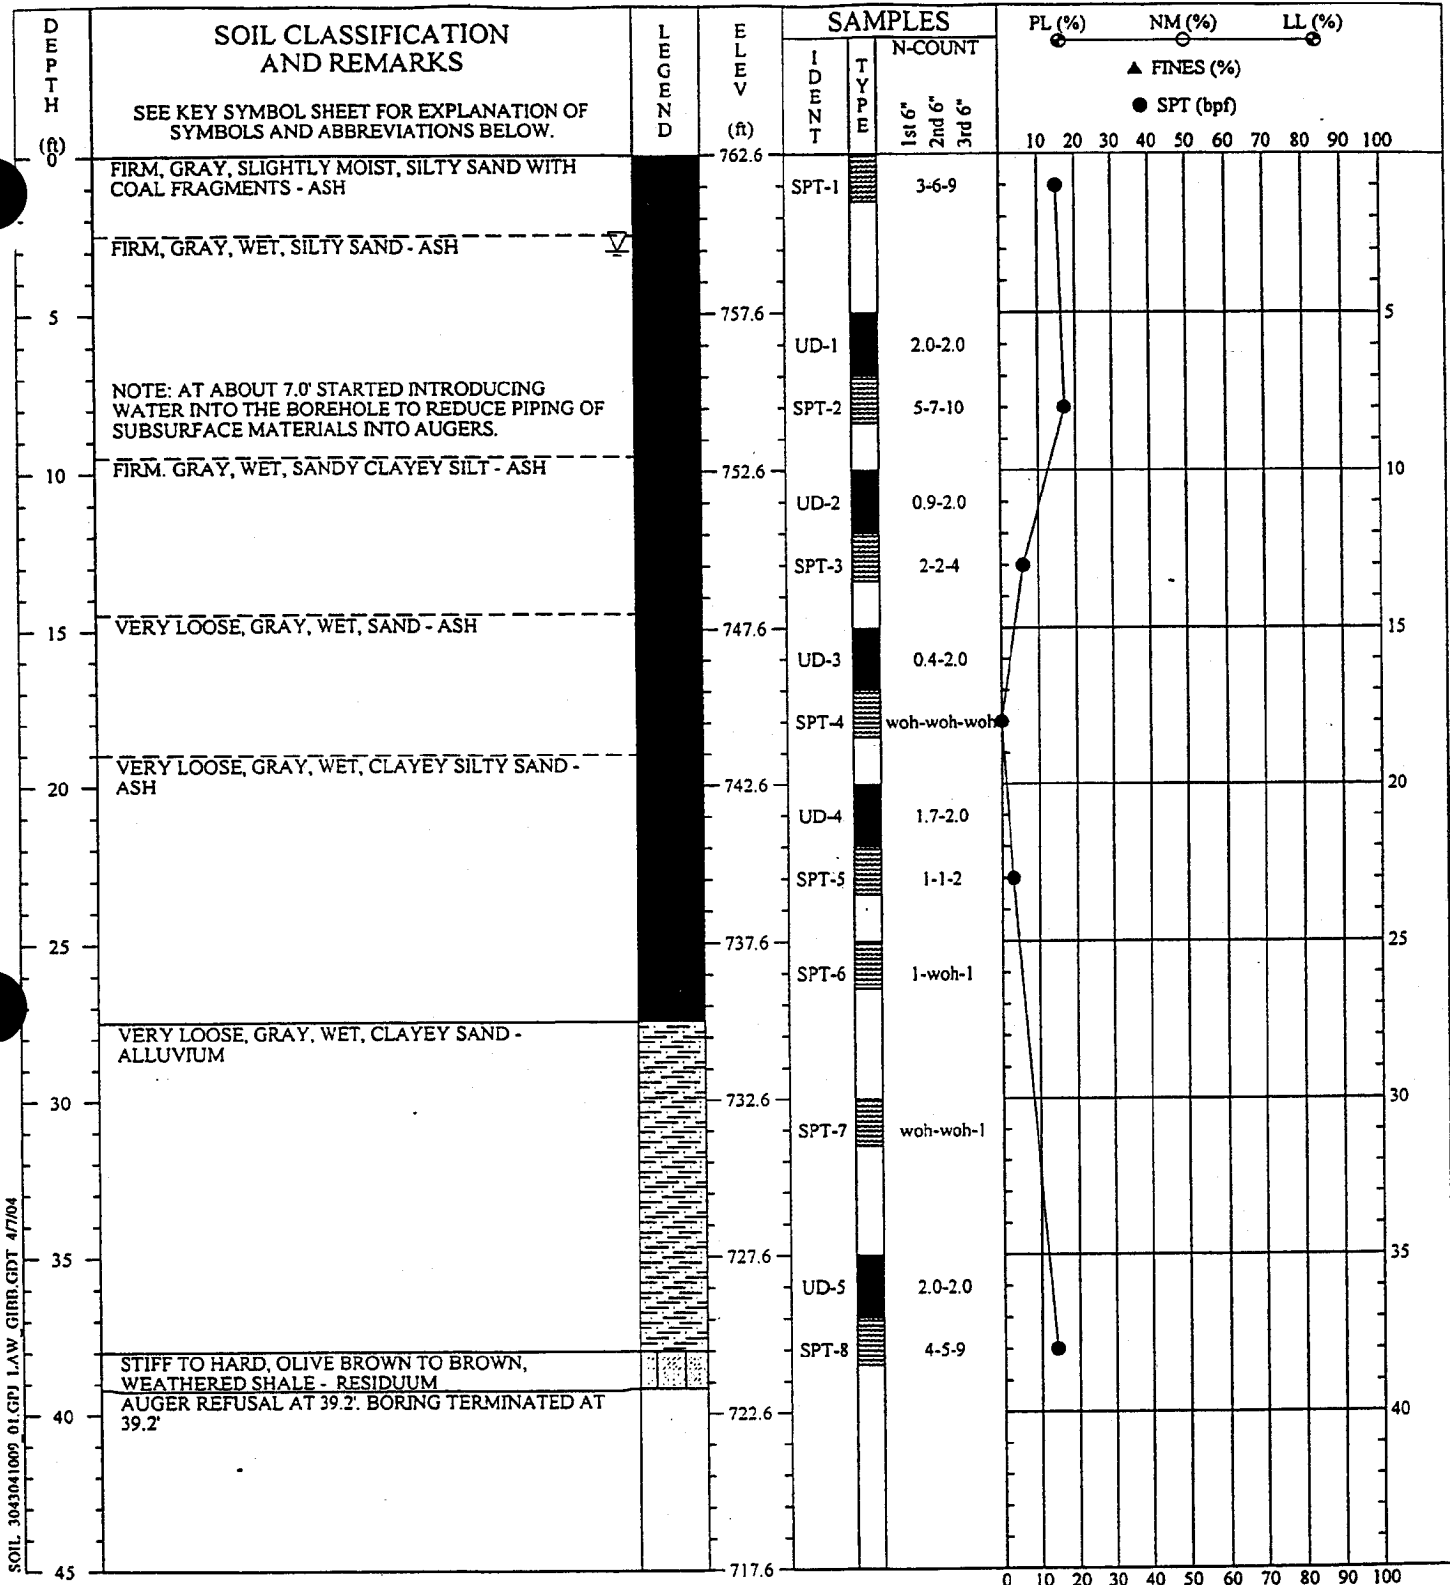 DEPTH (ft)
SOIL CLASSIFICATION
AND REMARKS
SEE KEY SYMBOL SHEET FOR EXPLANATION OF
SYMBOLS AND ABBREVIATIONS BELOW.
LEGEND
ELEV (ft)
SAMPLES
IDENT
TYPE
N-COUNT
1st 6"
2nd 6"
3rd 6"
PL (%) NM (%) LL (%)
▲ FINES (%)
● SPT (bpf)
10 20 30 40 50 60 70 80 90 100
0
FIRM, GRAY, SLIGHTLY MOIST, SILTY SAND WITH
COAL FRAGMENTS - ASH
762.6
SPT-1 3-6-9
FIRM, GRAY, WET, SILTY SAND - ASH
5 757.6 5
UD-1 2.0-2.0
NOTE: AT ABOUT 7.0' STARTED INTRODUCING
WATER INTO THE BOREHOLE TO REDUCE PIPING OF
SUBSURFACE MATERIALS INTO AUGERS.
SPT-2 5-7-10
FIRM. GRAY, WET, SANDY CLAYEY SILT - ASH
10 752.6 10
UD-2 0.9-2.0
SPT-3 2-2-4
VERY LOOSE, GRAY, WET, SAND - ASH
15 747.6 15
UD-3 0.4-2.0
SPT-4 woh-woh-woh
VERY LOOSE, GRAY, WET, CLAYEY SILTY SAND -
ASH
20 742.6 20
UD-4 1.7-2.0
SPT-5 1-1-2
25 737.6 25
SPT-6 1-woh-1
VERY LOOSE, GRAY, WET, CLAYEY SAND -
ALLUVIUM
30 732.6 30
SPT-7 woh-woh-1
35 727.6 35
UD-5 2.0-2.0
SPT-8 4-5-9
STIFF TO HARD, OLIVE BROWN TO BROWN,
WEATHERED SHALE - RESIDUUM
AUGER REFUSAL AT 39.2'. BORING TERMINATED AT
39.2'
40 722.6 40
45 717.6
0 10 20 30 40 50 60 70 80 90 100
SOIL 3043041009_01.GPJ LAW_GIBB.GDT 4/7/04